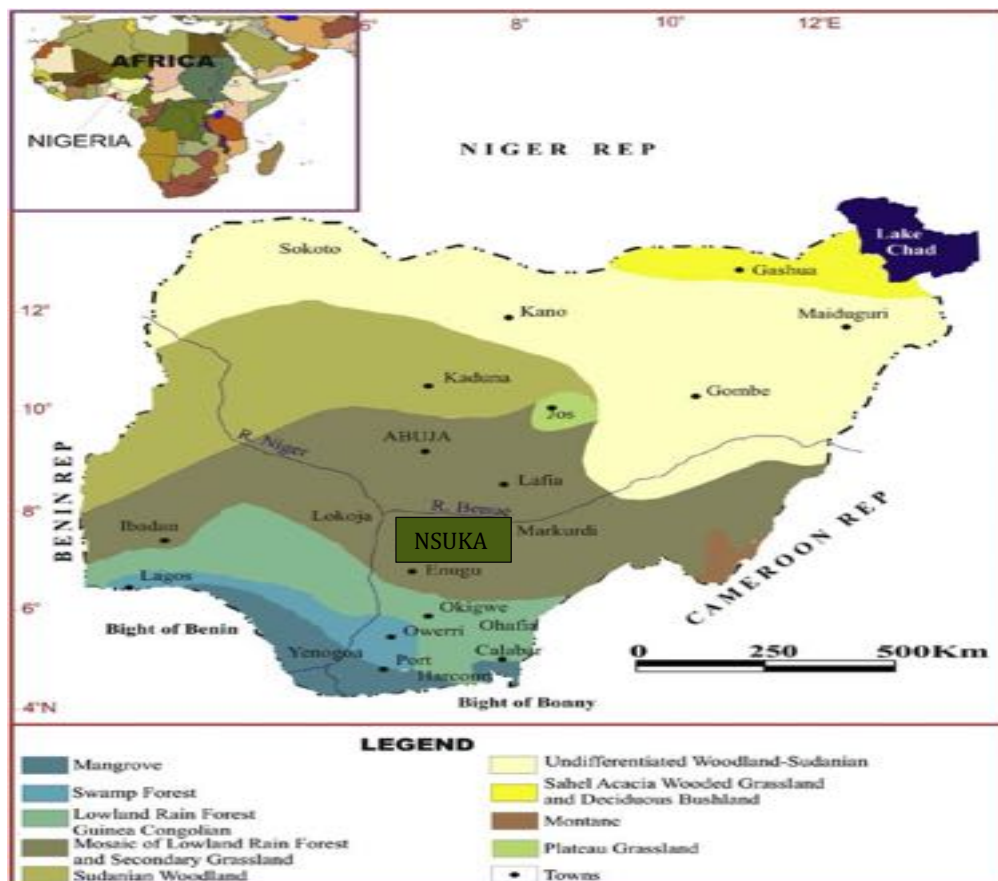 6°
8°
10°
12°E
AFRICA
NIGERIA
NIGER REP
Lake
Chad
Sokoto
Gashua
12°
Kano
Maiduguri
Kaduna
Gombe
10°
Jos
ABUJA
R. Niger
BENIN REP
Lafia
8°
Lokoja
R. Benue
Markurdi
Ibadan
NSUKA
Enugu
CAMEROON REP
Lagos
6°
Okigwe
Bight of Benin
Owerri
Ohafia
Yenogoa
Calabar
Port
Harcourt
0 250 500Km
4°N
Bight of Bonny
LEGEND
Mangrove
Swamp Forest
Lowland Rain Forest
Guinea Congolian
Mosaic of Lowland Rain Forest
and Secondary Grassland
Sudanian Woodland
Undifferentiated Woodland-Sudanian
Sahel Acacia Wooded Grassland
and Deciduous Bushland
Montane
Plateau Grassland
Towns